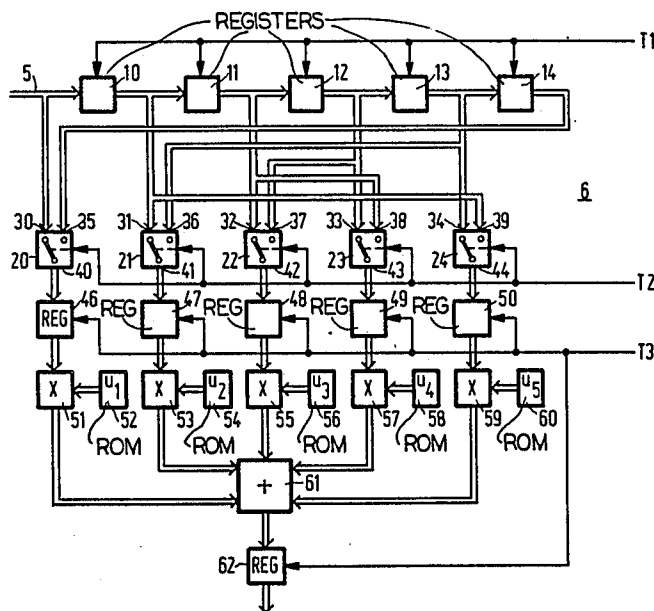 REGISTERS
T1
5 10 11 12 13 14
6
30 35 31 36 32 37 33 38 34 39
20 40 21 41 22 42 23 43 24 44
T2
REG 46 REG 47 REG 48 REG 49 REG 50
T3
X u1 X u2 X u3 X u4 X u5
51 52 53 54 55 56 57 58 59 60
ROM ROM ROM ROM ROM
+ 61
62 REG